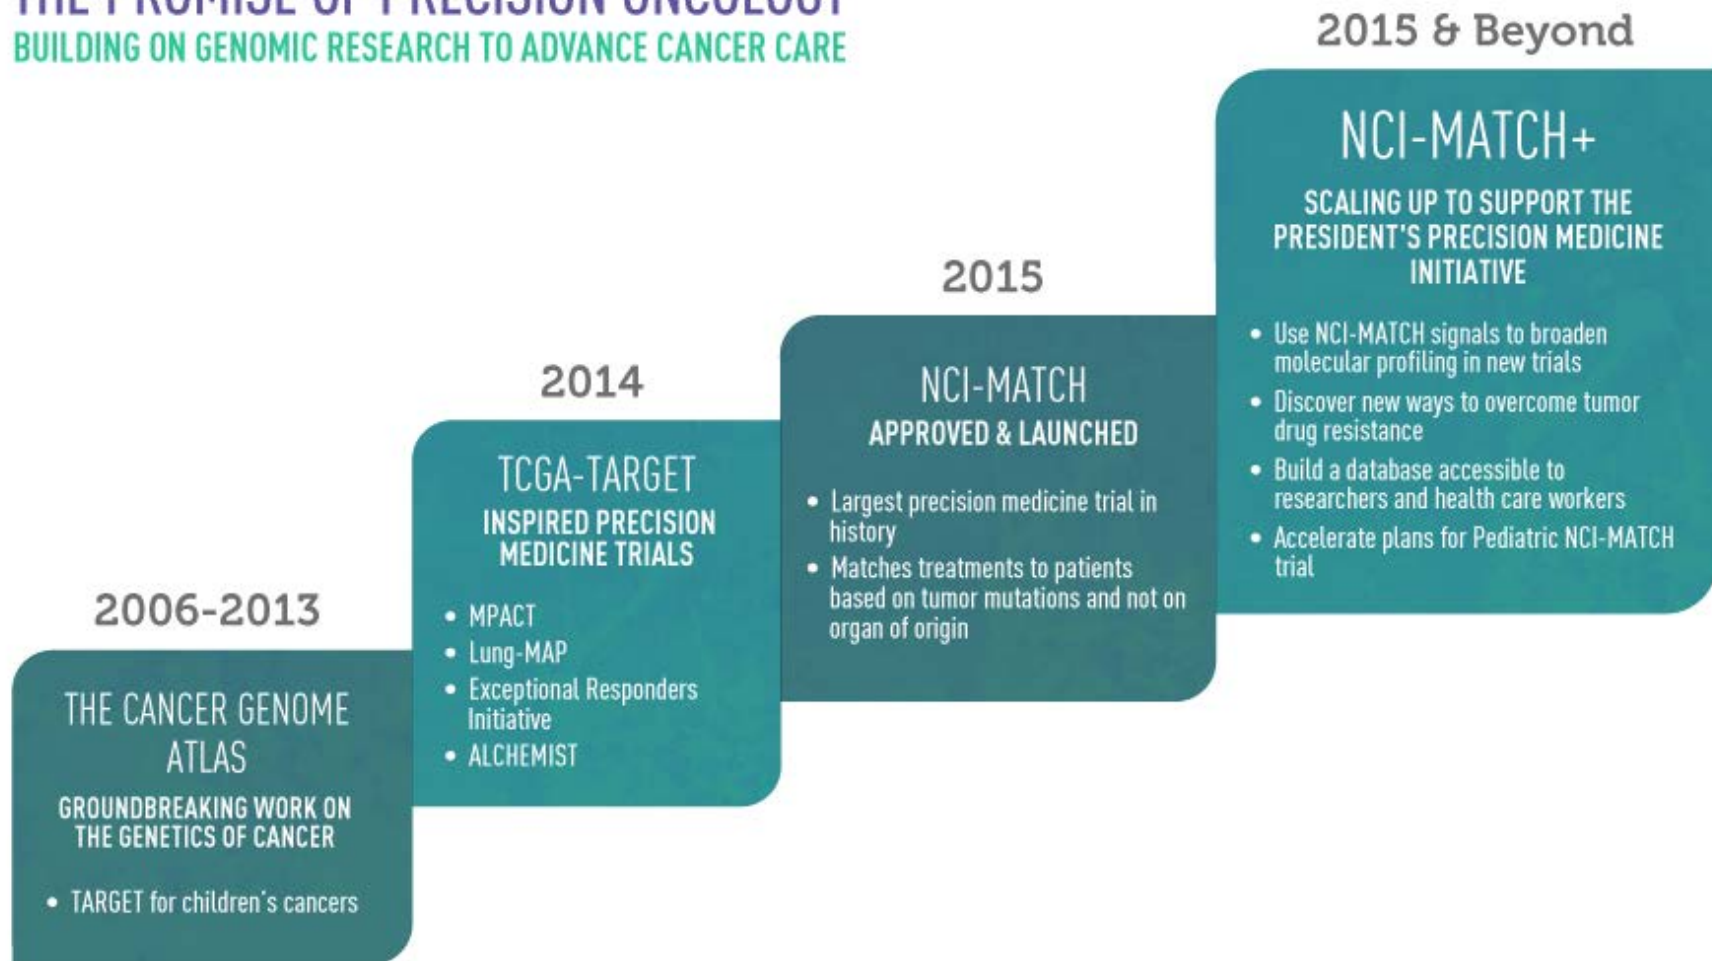 THE PROMISE OF PRECISION ONCOLOGY
BUILDING ON GENOMIC RESEARCH TO ADVANCE CANCER CARE
2006-2013
THE CANCER GENOME
ATLAS
GROUNDBREAKING WORK ON
THE GENETICS OF CANCER
• TARGET for children's cancers
2014
TCGA-TARGET
INSPIRED PRECISION
MEDICINE TRIALS
• MPACT
• Lung-MAP
• Exceptional Responders
Initiative
• ALCHEMIST
2015
NCI-MATCH
APPROVED & LAUNCHED
• Largest precision medicine trial in
history
• Matches treatments to patients
based on tumor mutations and not on
organ of origin
2015 & Beyond
NCI-MATCH+
SCALING UP TO SUPPORT THE
PRESIDENT'S PRECISION MEDICINE
INITIATIVE
• Use NCI-MATCH signals to broaden
molecular profiling in new trials
• Discover new ways to overcome tumor
drug resistance
• Build a database accessible to
researchers and health care workers
• Accelerate plans for Pediatric NCI-MATCH
trial